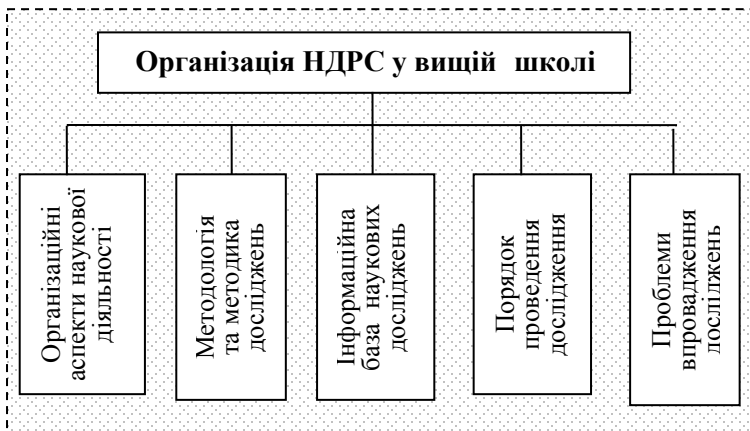 Організація НДРС у вищій школі
Організаційні
аспекти наукової
діяльності
Методологія
та методика
досліджень
Інформаційна
база наукових
досліджень
Порядок
проведення
дослідження
Проблеми
впровадження
досліджень